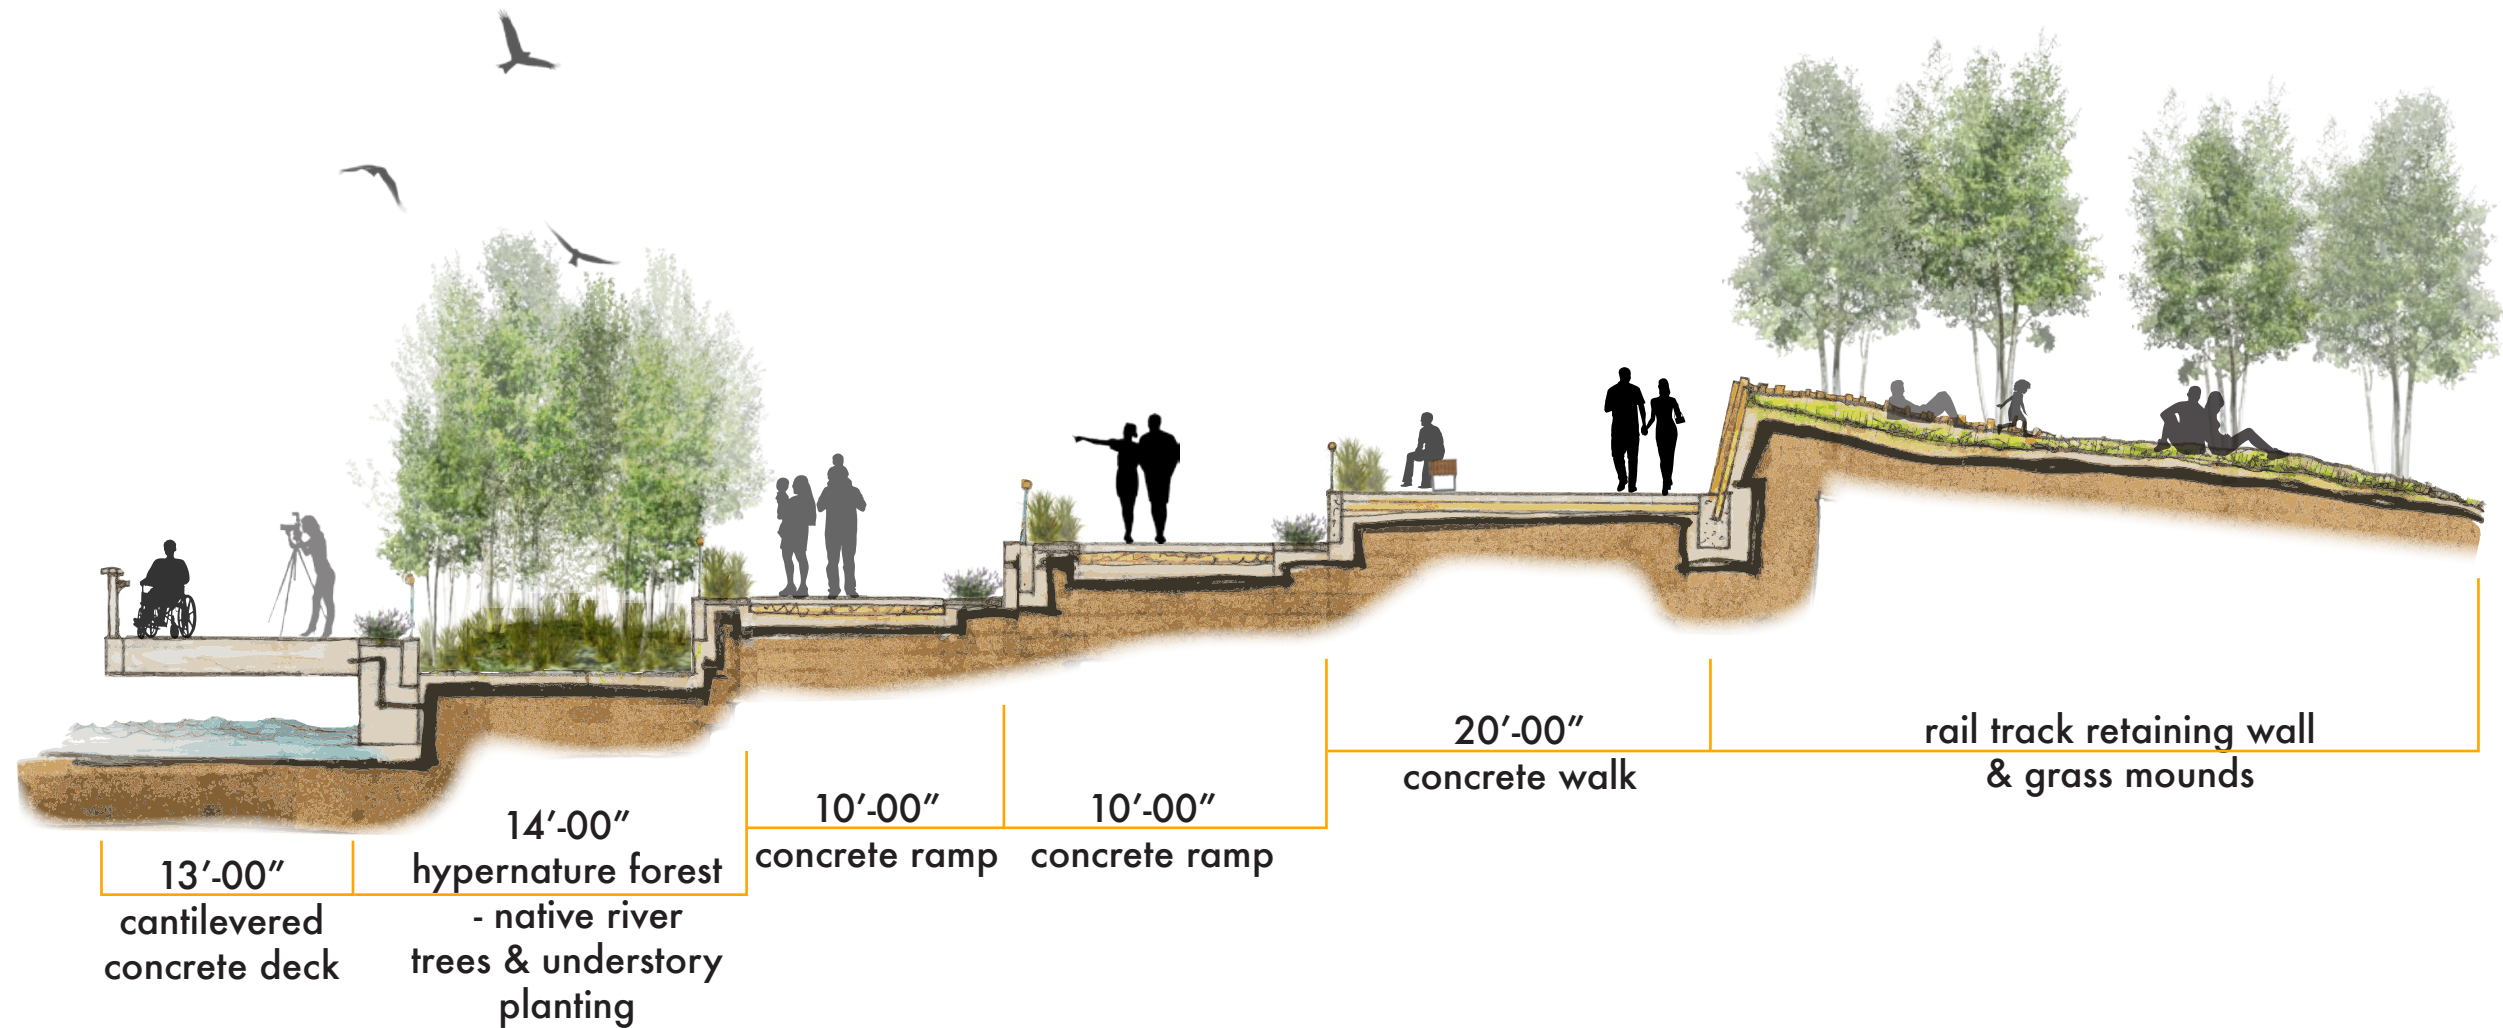 13’-00”
cantilevered
concrete deck
14’-00”
hypernature forest
- native river
trees & understory
planting
10’-00”
concrete ramp
10’-00”
concrete ramp
20’-00”
concrete walk
rail track retaining wall
& grass mounds